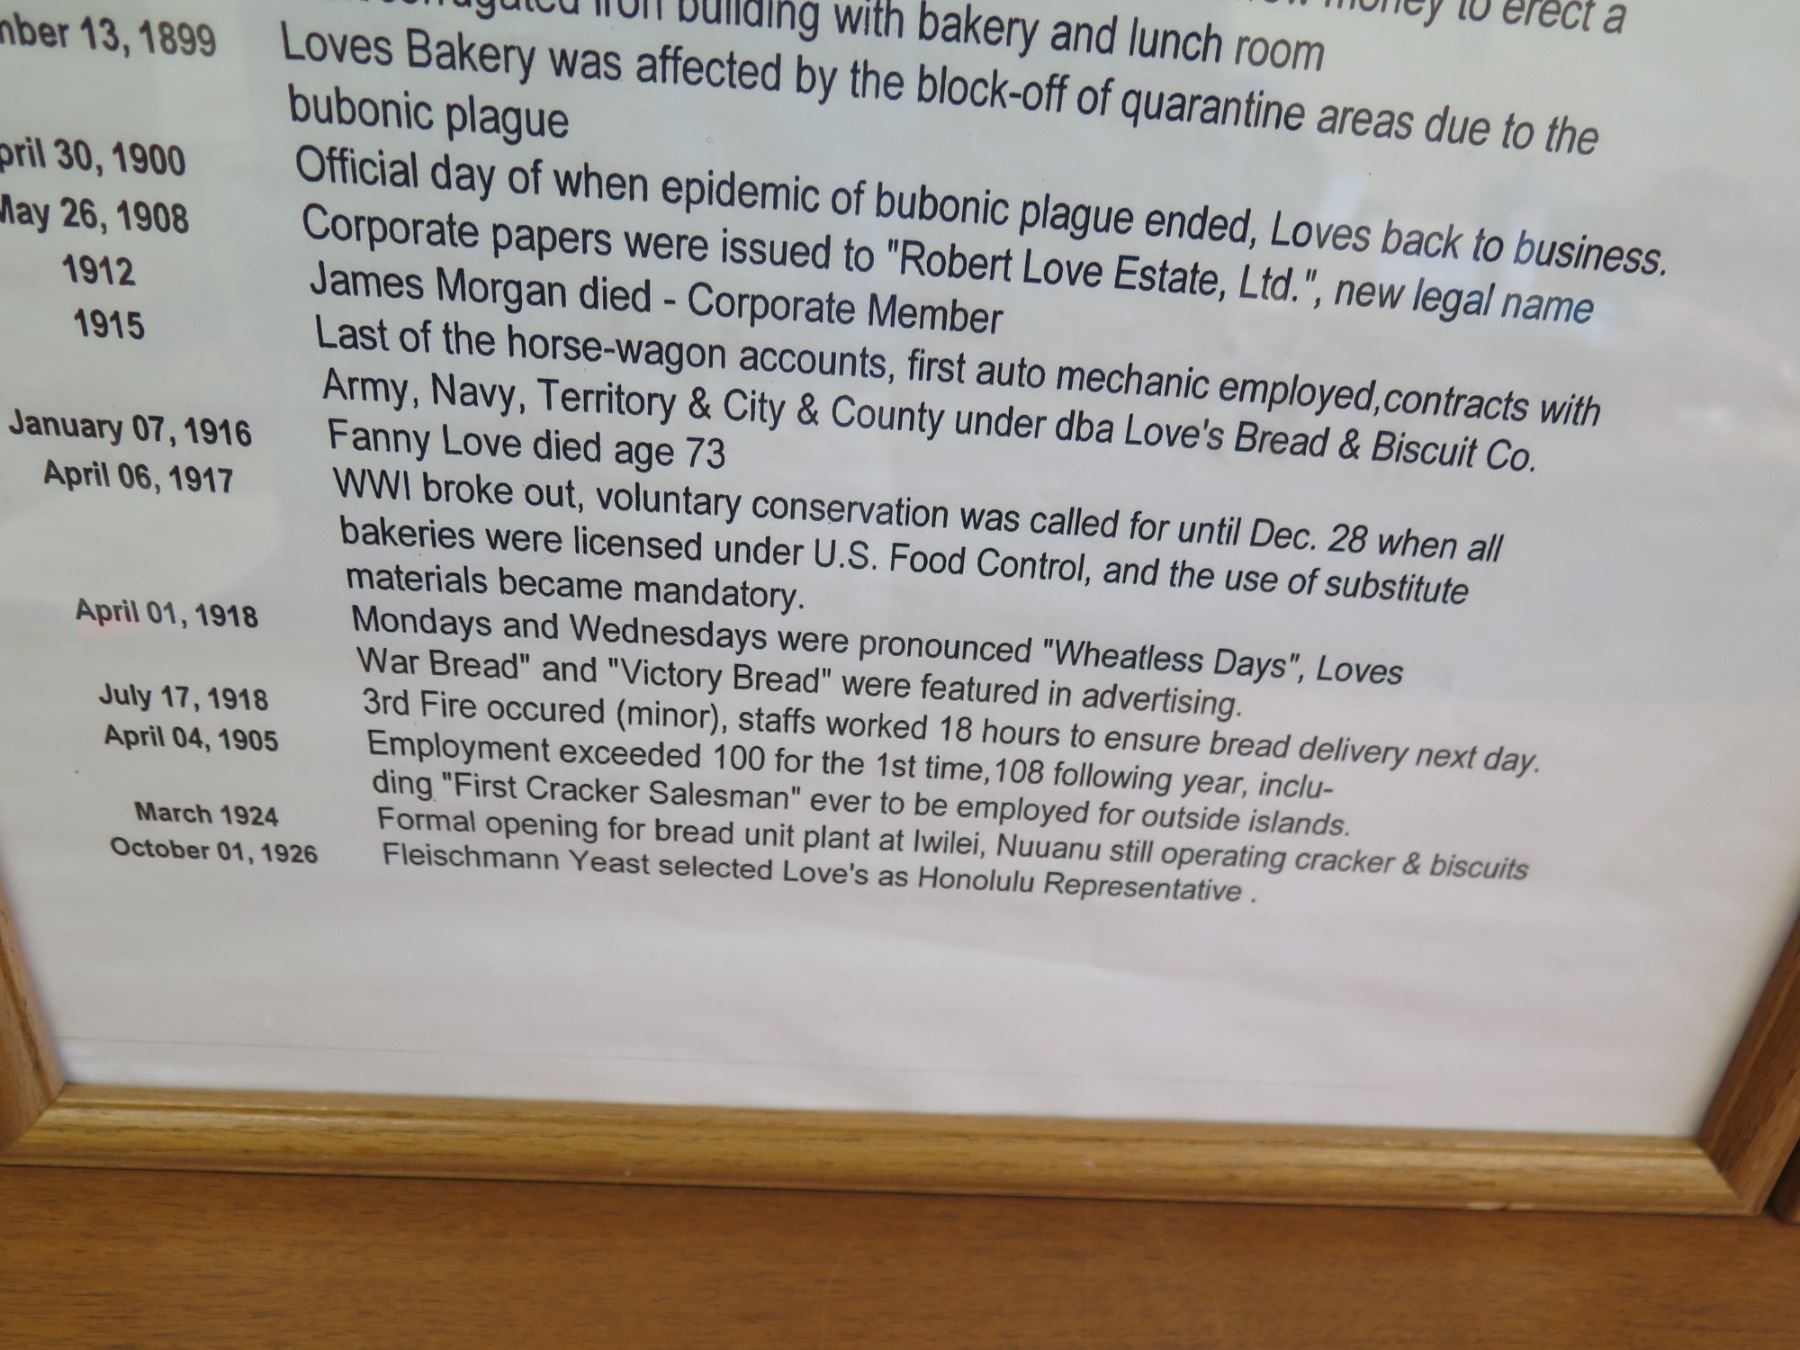 building with bakery and lunch room money to erect a
13, 1899 Loves Bakery was affected by the block-off of quarantine areas due to the
bubonic plague
30, 1900 Official day of when epidemic of bubonic plague ended, Loves back to business.
May 26, 1908 Corporate papers were issued to "Robert Love Estate, Ltd.", new legal name
1912 James Morgan died - Corporate Member
1915 Last of the horse-wagon accounts, first auto mechanic employed,contracts with
Army, Navy, Territory & City & County under dba Love's Bread & Biscuit Co.
January 07, 1916 Fanny Love died age 73
April 06, 1917 WWI broke out, voluntary conservation was called for until Dec. 28 when all
bakeries were licensed under U.S. Food Control, and the use of substitute
materials became mandatory.
April 01, 1918 Mondays and Wednesdays were pronounced "Wheatless Days", Loves
War Bread" and "Victory Bread" were featured in advertising.
July 17, 1918 3rd Fire occured (minor), staffs worked 18 hours to ensure bread delivery next day.
April 04, 1905 Employment exceeded 100 for the 1st time,108 following year, inclu-
ding "First Cracker Salesman" ever to be employed for outside islands.
March 1924 Formal opening for bread unit plant at Iwilei, Nuuanu still operating cracker & biscuits
October 01, 1926 Fleischmann Yeast selected Love's as Honolulu Representative .